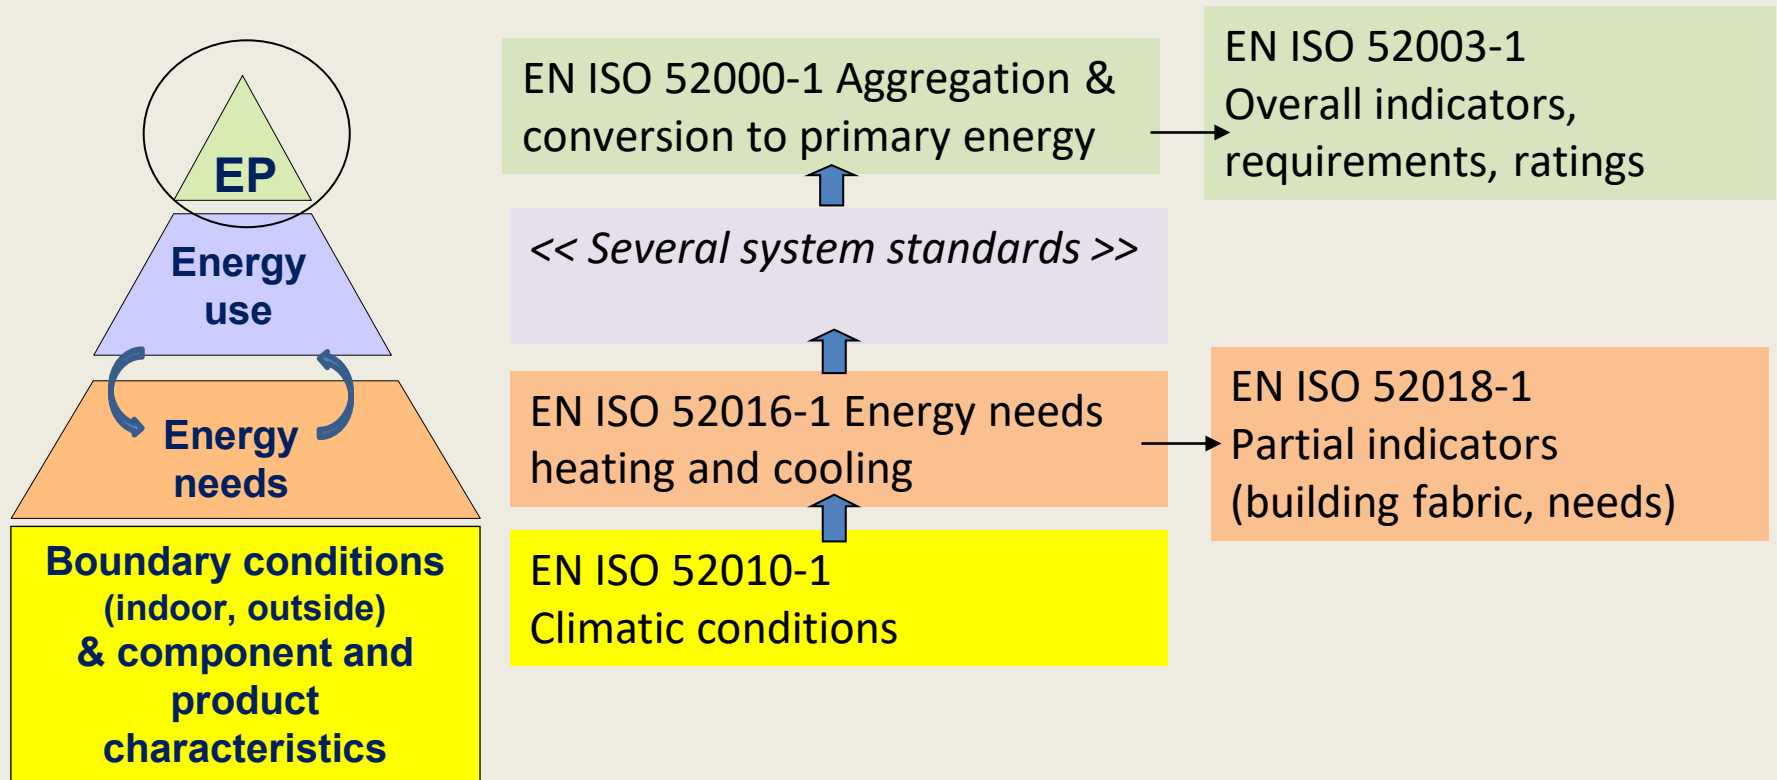 EP
Energy
use
Energy
needs
Boundary conditions
(indoor, outside)
& component and
product
characteristics
EN ISO 52000-1 Aggregation &
conversion to primary energy
EN ISO 52003-1
Overall indicators,
requirements, ratings
<< Several system standards >>
EN ISO 52016-1 Energy needs
heating and cooling
EN ISO 52018-1
Partial indicators
(building fabric, needs)
EN ISO 52010-1
Climatic conditions